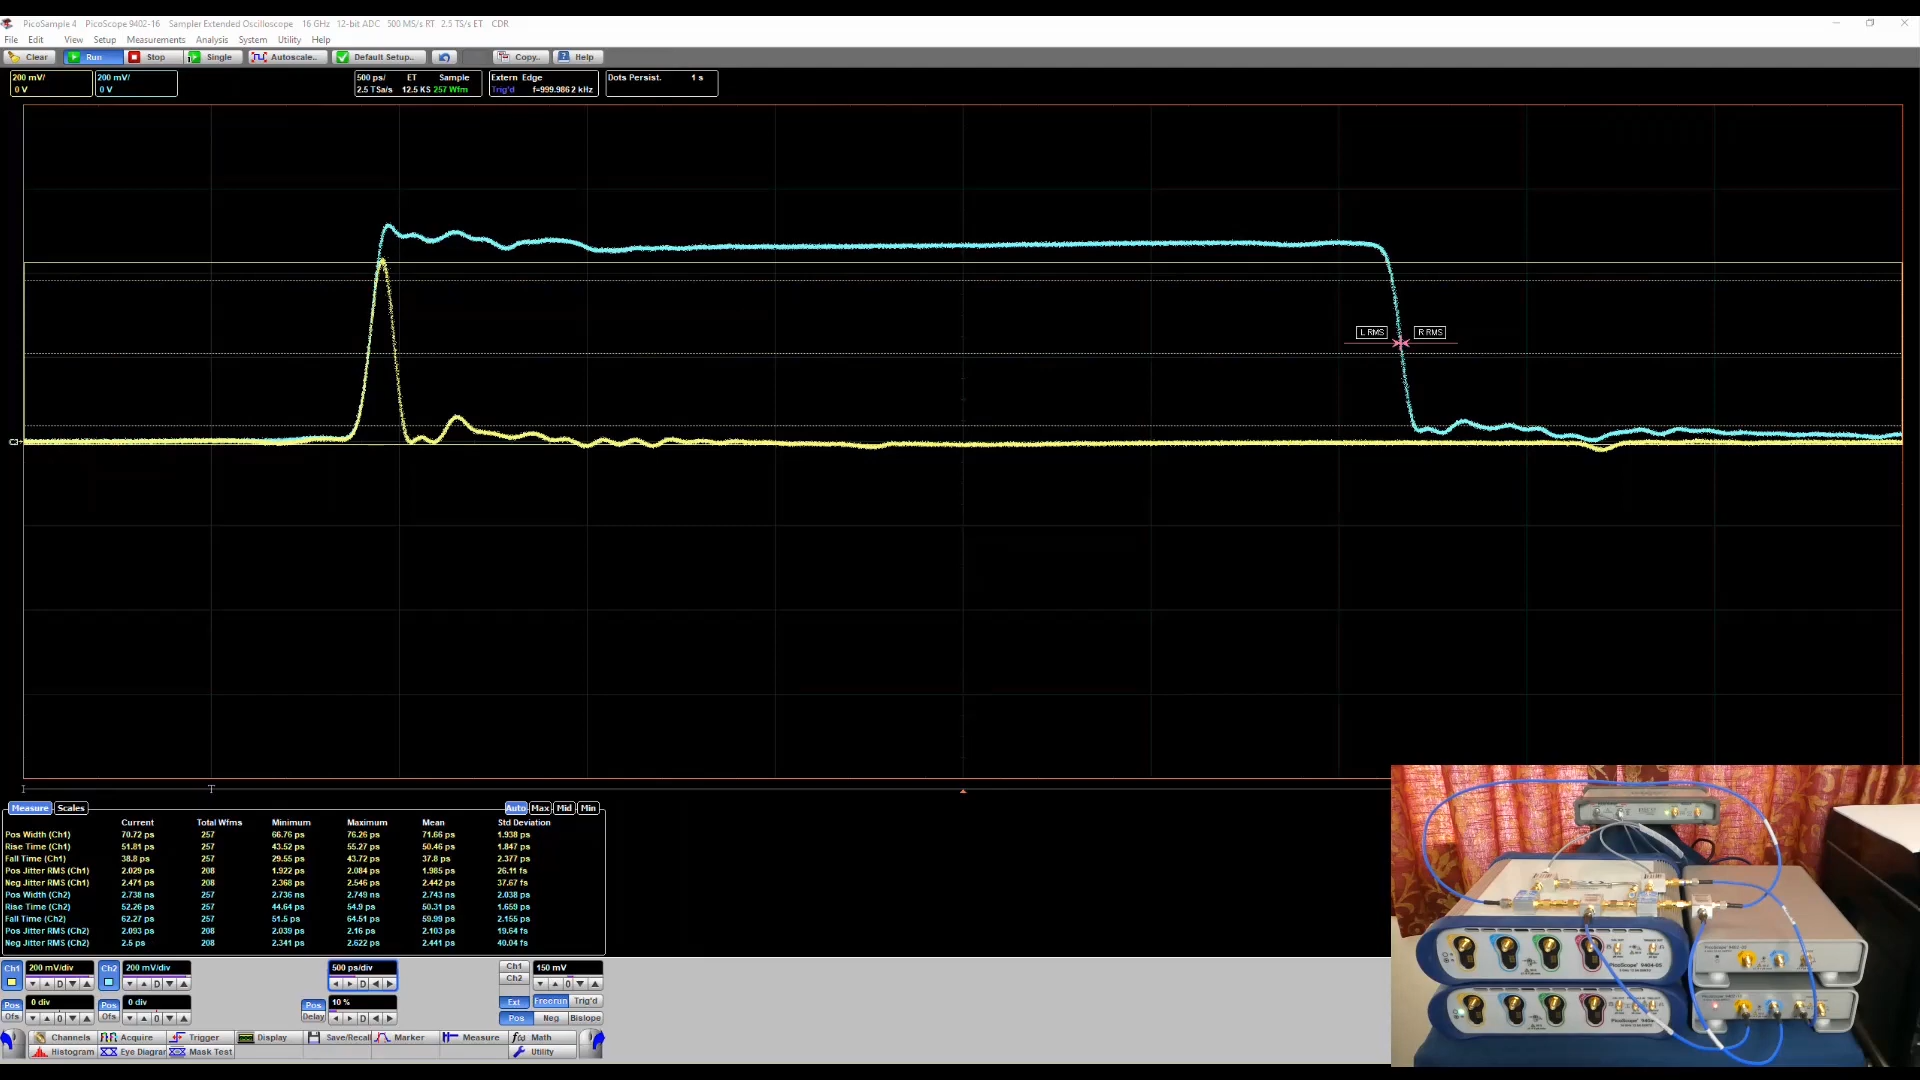 PicoSample 4 PicoScope 9402-16 Sampler Extended Oscilloscope 16 GHz 12-bit ADC 500 MS/s RT 2.5 TS/s ET CDR
File Edit View Setup Measurements Analysis System Utility Help
Clear Run Stop Single Autoscale.. Default Setup.. Copy.. Help
200 mV/ 200 mV/ 500 ps/ ET Sample Extern Edge Dots Persist. 1 s
0 V 0 V 2.5 TSa/s 12.5 KS 257 Wfm Trig'd f=999.986 2 kHz
L RMS R RMS
T
Measure Scales Auto Max Mid Min
Current Total Wfms Minimum Maximum Mean Std Deviation
Pos Width (Ch1) 70.72 ps 257 66.76 ps 76.26 ps 71.66 ps 1.938 ps
Rise Time (Ch1) 51.81 ps 257 43.52 ps 55.27 ps 50.46 ps 1.847 ps
Fall Time (Ch1) 38.8 ps 257 29.55 ps 43.72 ps 37.8 ps 2.377 ps
Pos Jitter RMS (Ch1) 2.029 ps 208 1.922 ps 2.084 ps 1.985 ps 26.11 fs
Neg Jitter RMS (Ch1) 2.471 ps 208 2.368 ps 2.546 ps 2.442 ps 37.67 fs
Pos Width (Ch2) 2.738 ns 257 2.736 ns 2.749 ns 2.743 ns 2.038 ps
Rise Time (Ch2) 52.26 ps 257 44.64 ps 54.9 ps 50.31 ps 1.659 ps
Fall Time (Ch2) 62.27 ps 257 51.5 ps 64.51 ps 59.99 ps 2.155 ps
Pos Jitter RMS (Ch2) 2.093 ps 208 2.039 ps 2.16 ps 2.103 ps 19.64 fs
Neg Jitter RMS (Ch2) 2.5 ps 208 2.341 ps 2.622 ps 2.441 ps 40.04 fs
Ch1 200 mV/div Ch2 200 mV/div 500 ps/div Ch1 150 mV
D D D Ch2 0
Pos 0 div Pos 0 div Pos 10 % Ext Freerun Trig'd
Ofs 0 Ofs 0 Delay D Pos Neg Bislope
Channels Acquire Trigger Display Save/Recall Marker Measure Math
Histogram Eye Diagram Mask Test Utility